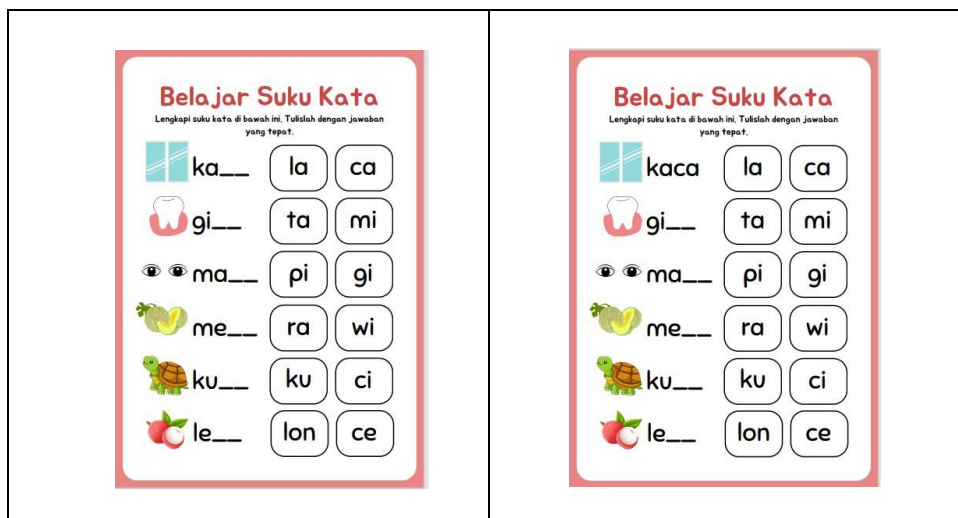 Belajar Suku Kata
Lengkapi suku kata di bawah ini, Tulislah dengan jawaban
yang tepat.
ka__ la ca
gi__ ta mi
ma__ pi gi
me__ ra wi
ku__ ku ci
le__ lon ce
Belajar Suku Kata
Lengkapi suku kata di bawah ini, Tulislah dengan jawaban
yang tepat.
kaca la ca
gi__ ta mi
ma__ pi gi
me__ ra wi
ku__ ku ci
le__ lon ce